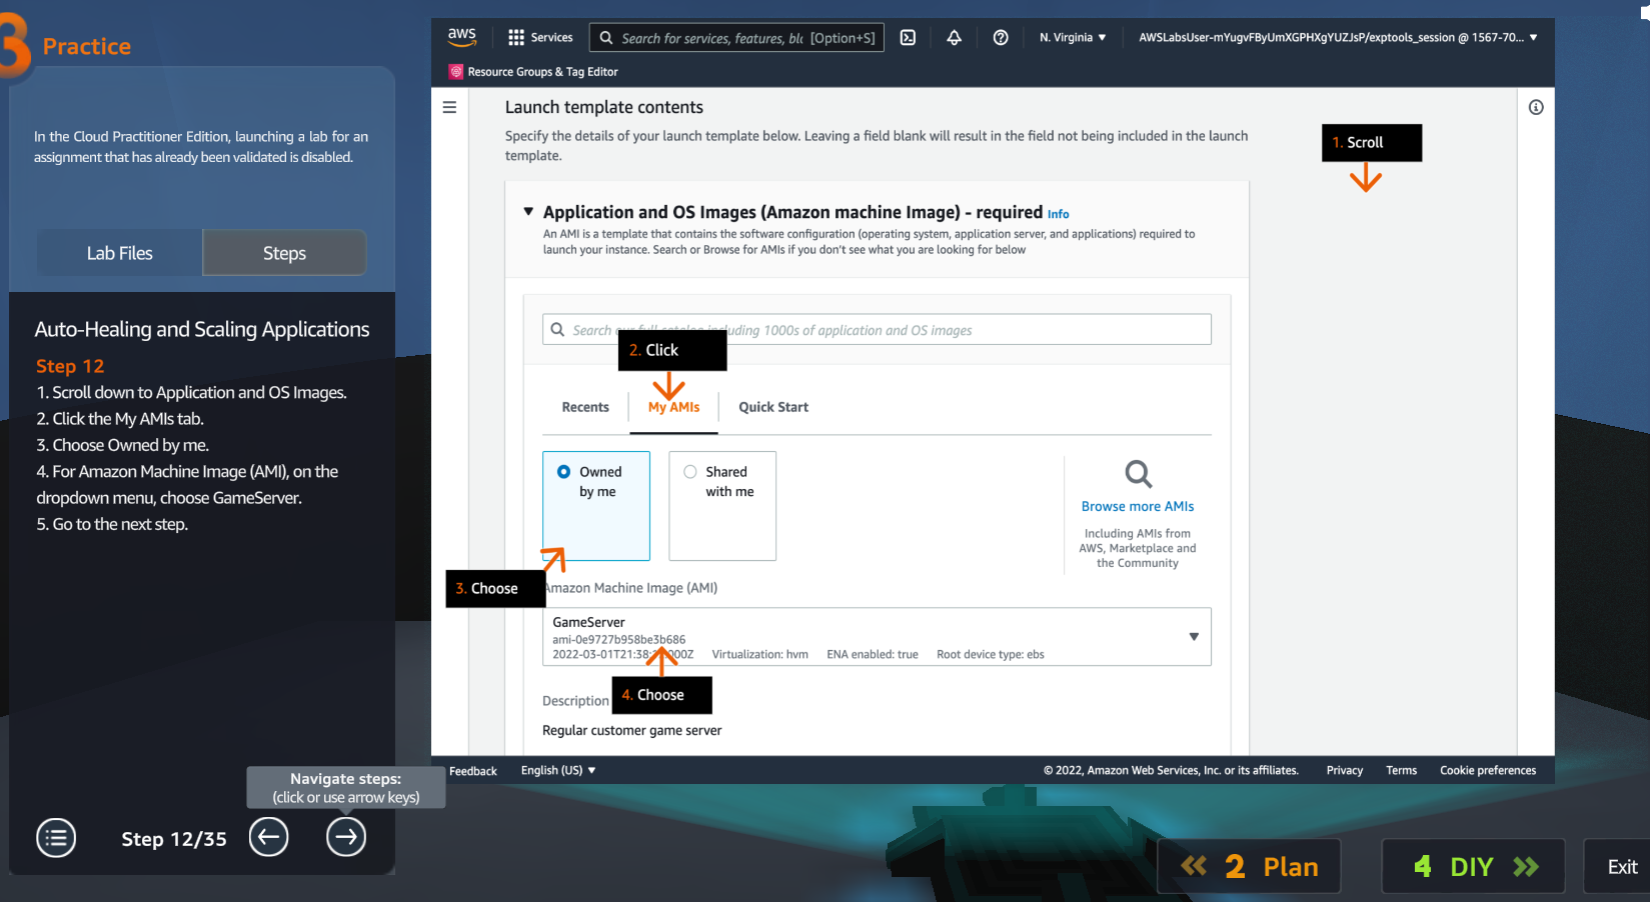 3 Practice
In the Cloud Practitioner Edition, launching a lab for an
assignment that has already been validated is disabled.
Lab Files
Steps
Auto-Healing and Scaling Applications
Step 12
1. Scroll down to Application and OS Images.
2. Click the My AMIs tab.
3. Choose Owned by me.
4. For Amazon Machine Image (AMI), on the
dropdown menu, choose GameServer.
5. Go to the next step.
Navigate steps:
(click or use arrow keys)
Step 12/35
aws
Services
Search for services, features, blo [Option+S]
N. Virginia ▼
AWSLabsUser-mYugvFByUmXGPHXgYUZJsP/exptools_session @ 1567-70... ▼
Resource Groups & Tag Editor
Launch template contents
Specify the details of your launch template below. Leaving a field blank will result in the field not being included in the launch
template.
1. Scroll
Application and OS Images (Amazon machine Image) - required Info
An AMI is a template that contains the software configuration (operating system, application server, and applications) required to
launch your instance. Search or Browse for AMIs if you don't see what you are looking for below
Search our full catalog including 1000s of application and OS images
2. Click
Recents
My AMIs
Quick Start
Owned
by me
Shared
with me
Browse more AMIs
Including AMIs from
AWS, Marketplace and
the Community
3. Choose
Amazon Machine Image (AMI)
GameServer
ami-0e9727b958be3b686
2022-03-01T21:38: 000Z Virtualization: hvm ENA enabled: true Root device type: ebs
4. Choose
Description
Regular customer game server
Feedback
English (US) ▼
© 2022, Amazon Web Services, Inc. or its affiliates.
Privacy
Terms
Cookie preferences
2 Plan
4 DIY
Exit